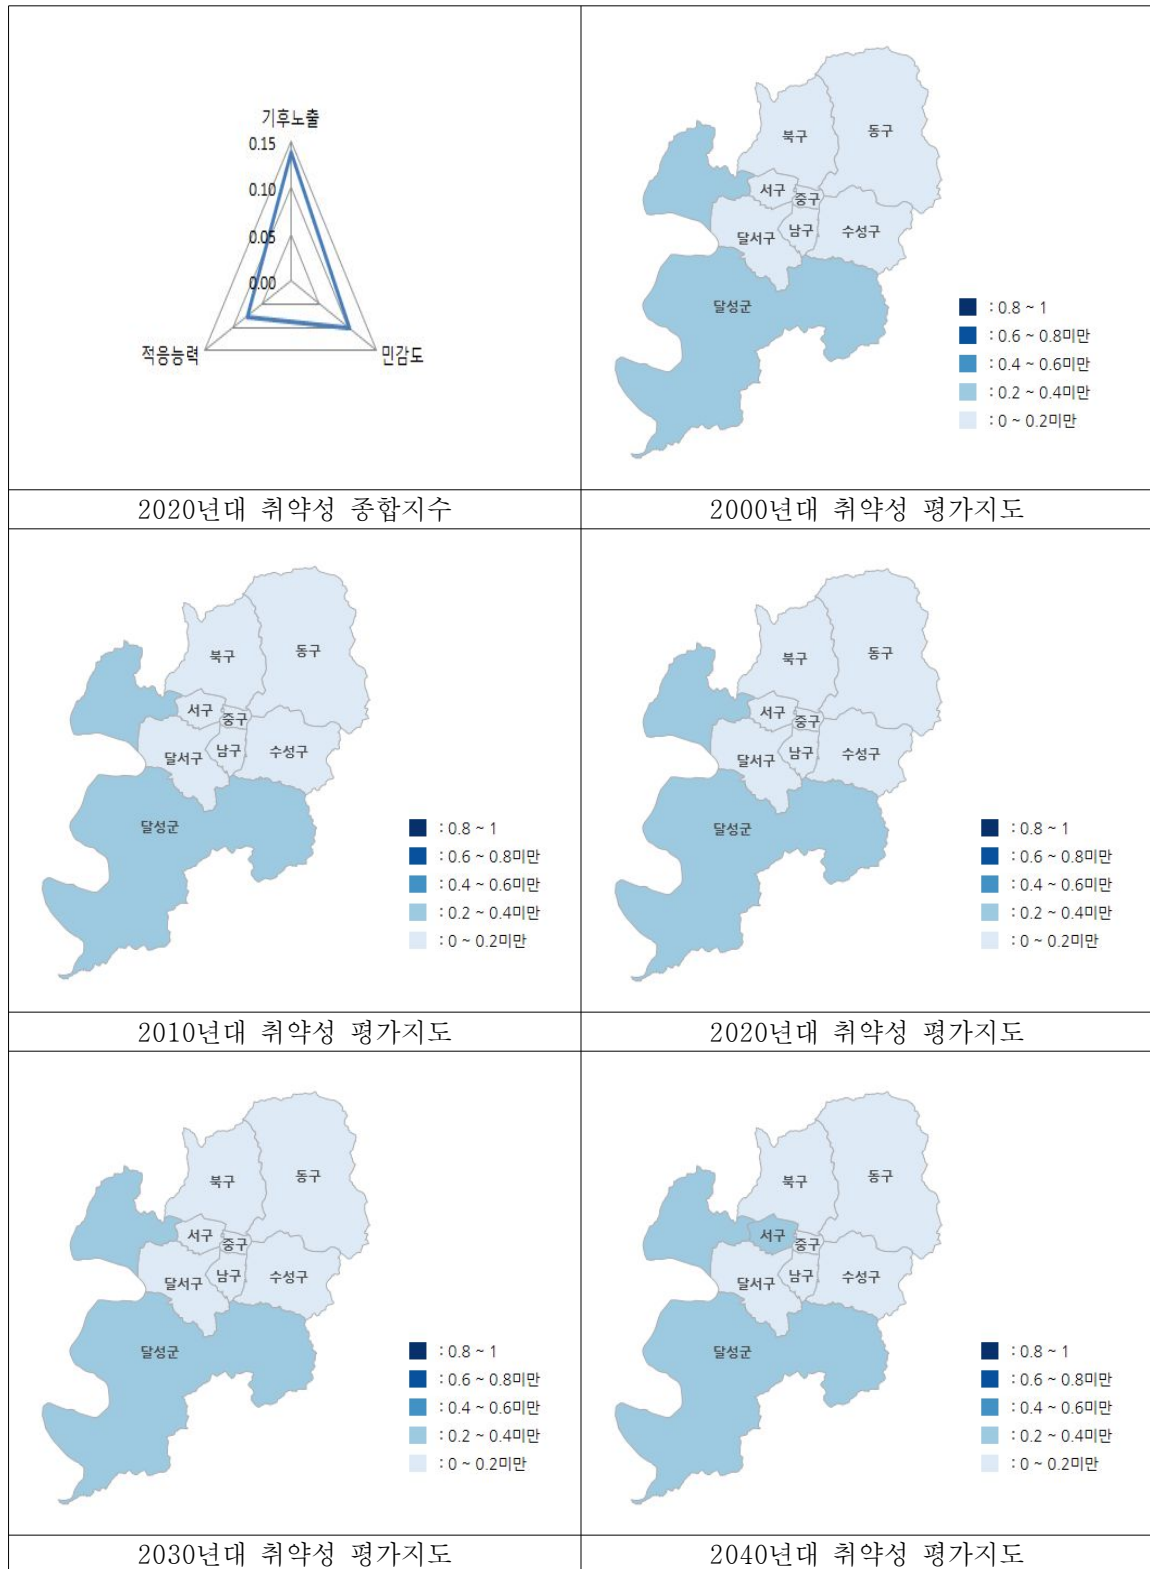 기후노출
0.15
0.10
0.05
0.00
적응능력
민감도
2020년대 취약성 종합지수
북구
동구
서구
중구
달서구
남구
수성구
달성군
: 0.8 ~ 1
: 0.6 ~ 0.8미만
: 0.4 ~ 0.6미만
: 0.2 ~ 0.4미만
: 0 ~ 0.2미만
2000년대 취약성 평가지도
북구
동구
서구
중구
달서구
남구
수성구
달성군
: 0.8 ~ 1
: 0.6 ~ 0.8미만
: 0.4 ~ 0.6미만
: 0.2 ~ 0.4미만
: 0 ~ 0.2미만
2010년대 취약성 평가지도
북구
동구
서구
중구
달서구
남구
수성구
달성군
: 0.8 ~ 1
: 0.6 ~ 0.8미만
: 0.4 ~ 0.6미만
: 0.2 ~ 0.4미만
: 0 ~ 0.2미만
2020년대 취약성 평가지도
북구
동구
서구
중구
달서구
남구
수성구
달성군
: 0.8 ~ 1
: 0.6 ~ 0.8미만
: 0.4 ~ 0.6미만
: 0.2 ~ 0.4미만
: 0 ~ 0.2미만
2030년대 취약성 평가지도
북구
동구
서구
중구
달서구
남구
수성구
달성군
: 0.8 ~ 1
: 0.6 ~ 0.8미만
: 0.4 ~ 0.6미만
: 0.2 ~ 0.4미만
: 0 ~ 0.2미만
2040년대 취약성 평가지도